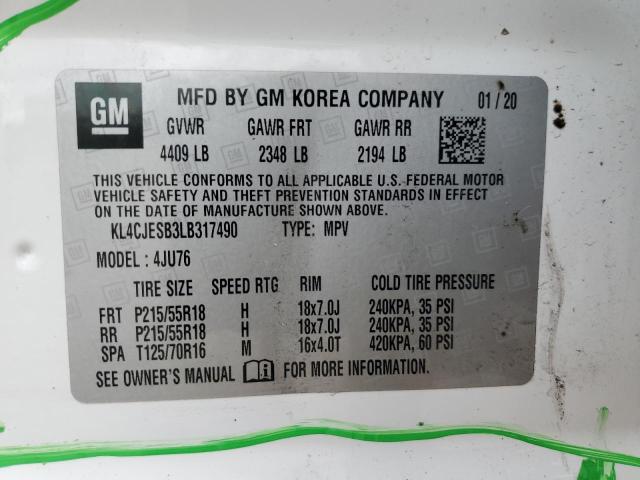 GM MFD BY GM KOREA COMPANY 01/20
GVWR GAWR FRT GAWR RR
4409 LB 2348 LB 2194 LB
THIS VEHICLE CONFORMS TO ALL APPLICABLE U.S. FEDERAL MOTOR
VEHICLE SAFETY AND THEFT PREVENTION STANDARDS IN EFFECT
ON THE DATE OF MANUFACTURE SHOWN ABOVE.
KL4CJESB3LB317490 TYPE: MPV
MODEL : 4JU76
TIRE SIZE SPEED RTG RIM COLD TIRE PRESSURE
FRT P215/55R18 H 18x7.0J 240KPA, 35 PSI
RR P215/55R18 H 18x7.0J 240KPA, 35 PSI
SPA T125/70R16 M 16x4.0T 420KPA, 60 PSI
SEE OWNER'S MANUAL FOR MORE INFORMATION.